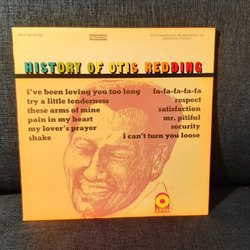 STEREO
HISTORY OF OTIS REDDING
i've been loving you too long
try a little tenderness
these arms of mine
pain in my heart
my lover's prayer
shake
fa-fa-fa-fa-fa
respect
satisfaction
mr. pitiful
security
i can't turn you loose
ATCO